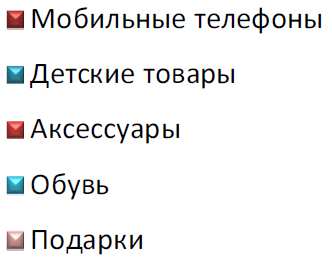 Мобильные телефоны
Детские товары
Аксессуары
Обувь
Подарки